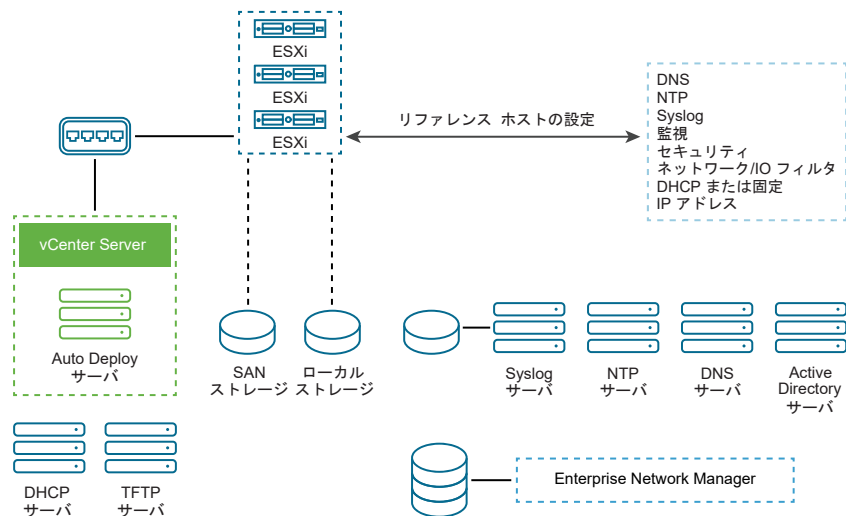 ESXi
ESXi
ESXi
リファレンス ホストの設定
DNS
NTP
Syslog
監視
セキュリティ
ネットワーク/IO フィルタ
DHCP または固定
IP アドレス
vCenter Server
Auto Deploy
サーバ
SAN
ストレージ
ローカル
ストレージ
Syslog
サーバ
NTP
サーバ
DNS
サーバ
Active
Directory
サーバ
DHCP
サーバ
TFTP
サーバ
Enterprise Network Manager